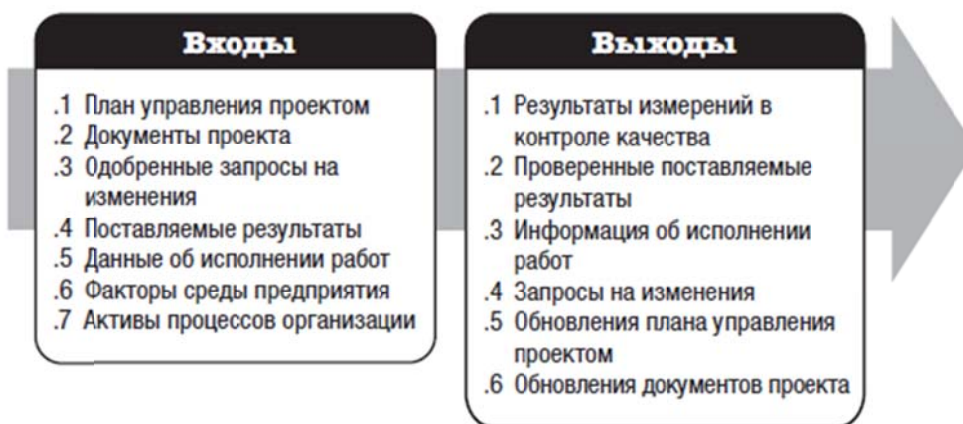 Входы
.1 План управления проектом
.2 Документы проекта
.3 Одобренные запросы на
изменения
.4 Поставляемые результаты
.5 Данные об исполнении работ
.6 Факторы среды предприятия
.7 Активы процессов организации
Выходы
.1 Результаты измерений в
контроле качества
.2 Проверенные поставляемые
результаты
.3 Информация об исполнении
работ
.4 Запросы на изменения
.5 Обновления плана управления
проектом
.6 Обновления документов проекта